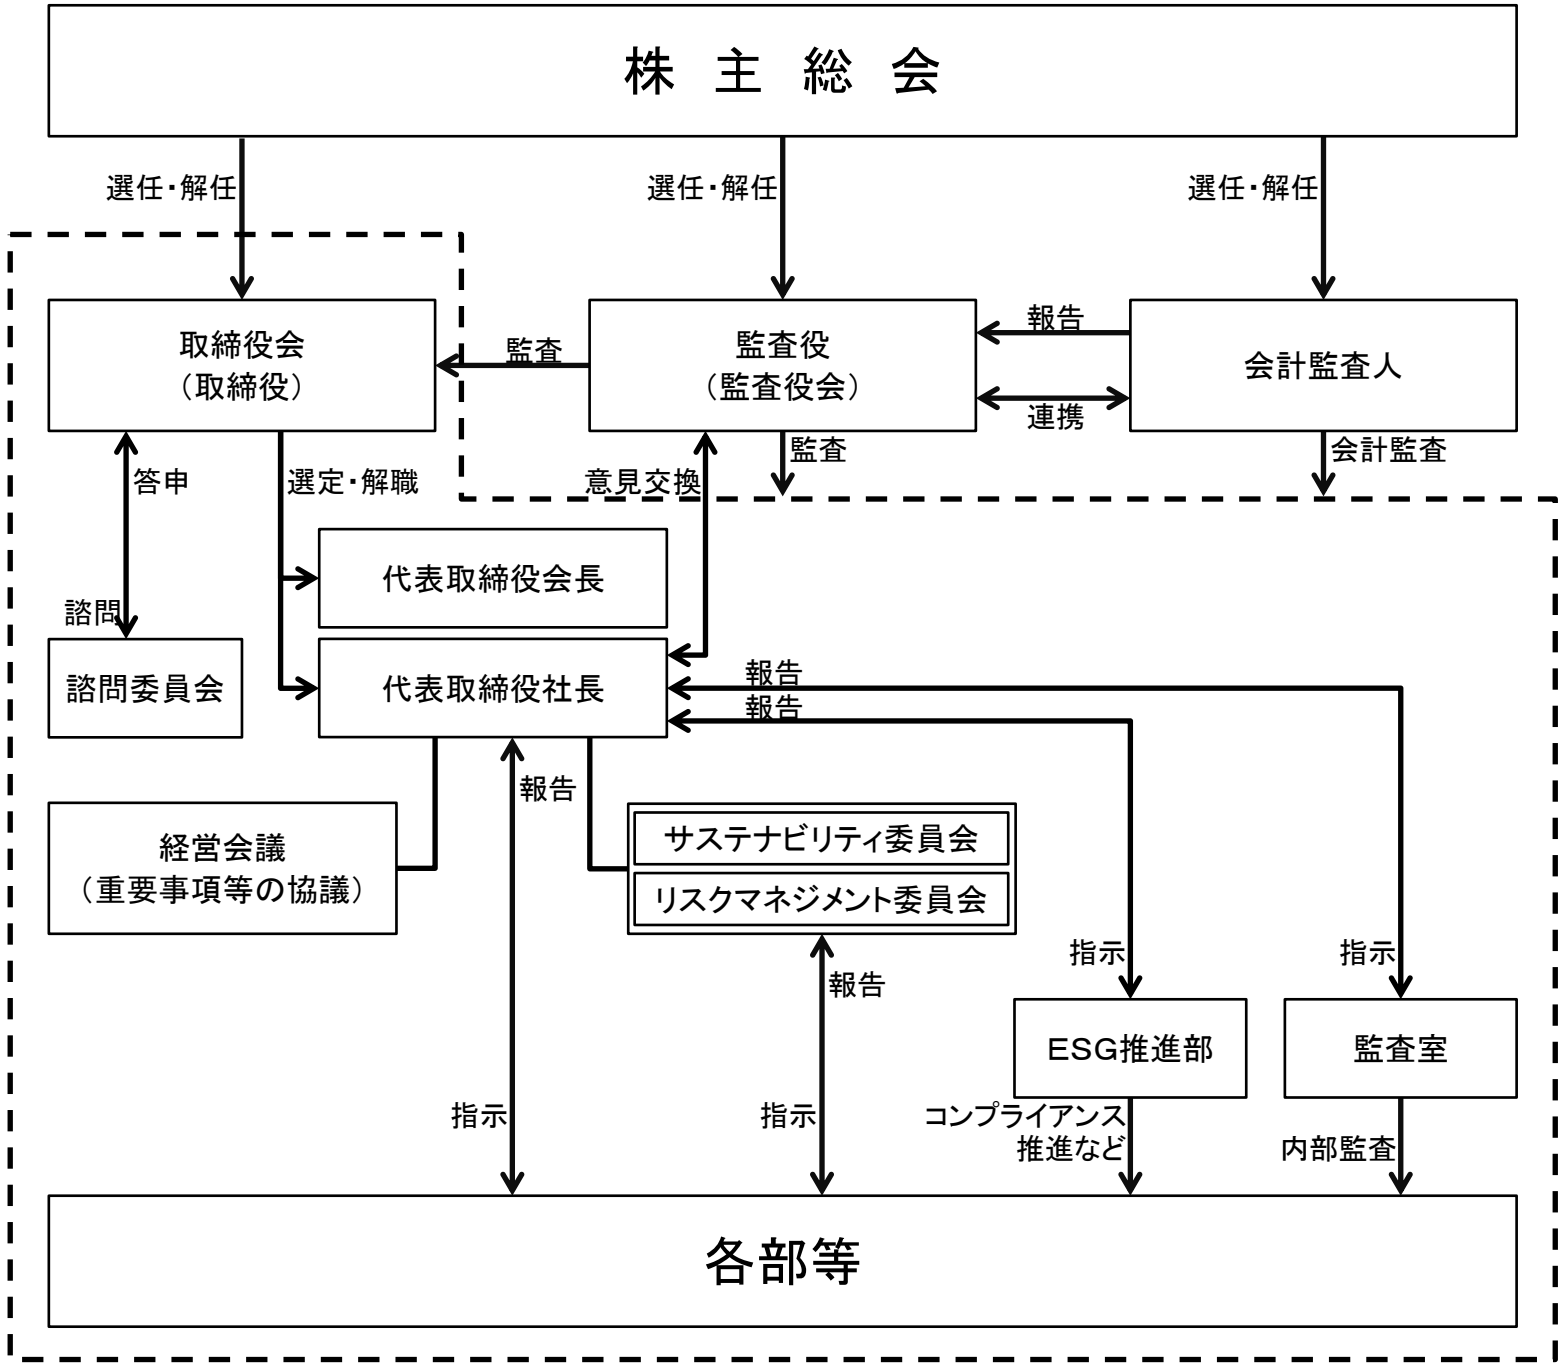 株主総会
選任・解任
選任・解任
選任・解任
取締役会
（取締役）
監査
監査役
（監査役会）
報告
連携
会計監査人
答申
選定・解職
意見交換
監査
会計監査
代表取締役会長
諮問
諮問委員会
代表取締役社長
報告
報告
報告
経営会議
（重要事項等の協議）
サステナビリティ委員会
リスクマネジメント委員会
指示
指示
報告
ESG推進部
監査室
指示
指示
コンプライアンス
推進など
内部監査
各部等